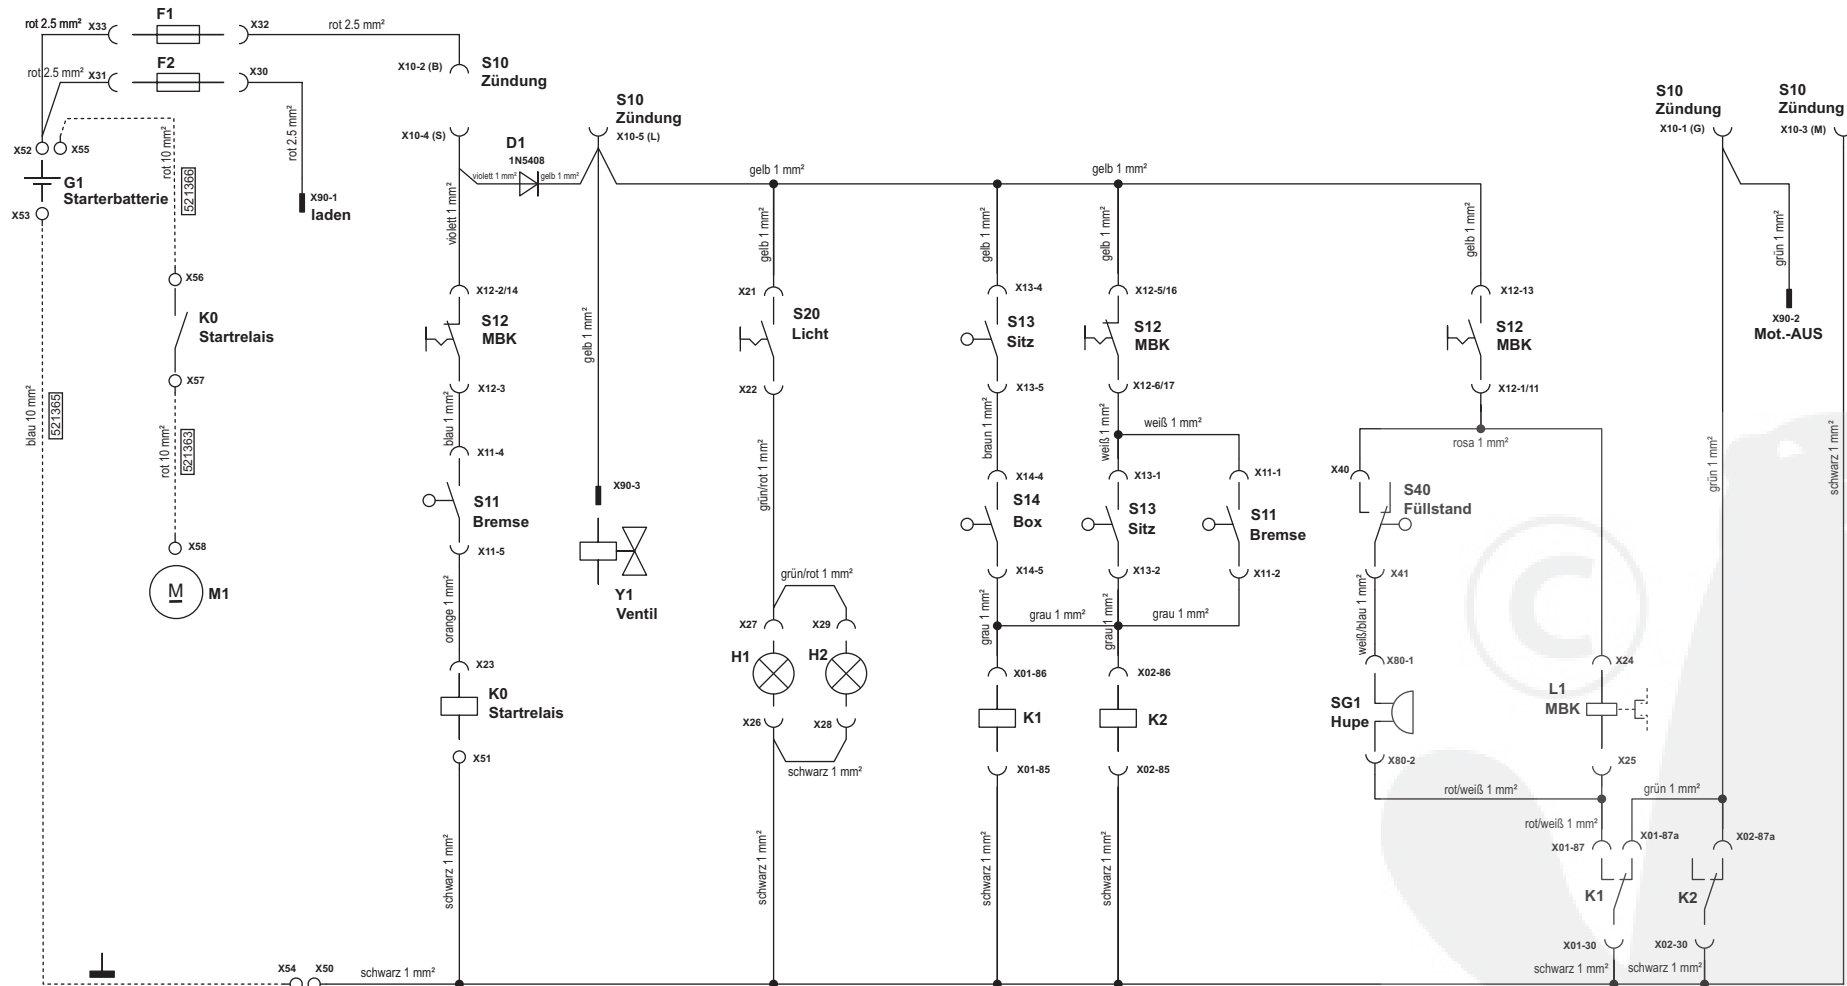 rot 2.5 mm²
X33
F1
X32
rot 2.5 mm²
rot 2.5 mm²
X31
F2
X30
X10-2 (B)
S10
Zündung
rot 2.5 mm²
X52
X55
G1
Starterbatterie
X53
rot 10 mm²
521366
X90-1
laden
X56
K0
Startrelais
X57
blau 10 mm²
521365
rot 10 mm²
521363
X58
M
M1
X10-4 (S)
D1
1N5408
violett 1 mm²
gelb 1 mm²
S10
Zündung
X10-5 (L)
violett 1 mm²
X12-2/14
S12
MBK
X12-3
blau 1 mm²
X11-4
S11
Bremse
X11-5
orange 1 mm²
X23
K0
Startrelais
X51
schwarz 1 mm²
gelb 1 mm²
X90-3
Y1
Ventil
gelb 1 mm²
gelb 1 mm²
gelb 1 mm²
X21
S20
Licht
X22
grün/rot 1 mm²
grün/rot 1 mm²
X27
X29
H1
H2
X26
X28
schwarz 1 mm²
schwarz 1 mm²
gelb 1 mm²
X13-4
S13
Sitz
X13-5
braun 1 mm²
X14-4
S14
Box
X14-5
grau 1 mm²
grau 1 mm²
X01-86
K1
X01-85
schwarz 1 mm²
gelb 1 mm²
X12-5/16
S12
MBK
X12-6/17
weiß 1 mm²
weiß 1 mm²
X13-1
S13
Sitz
X13-2
X11-1
S11
Bremse
X11-2
grau 1 mm²
grau 1 mm²
X02-86
K2
X02-85
schwarz 1 mm²
gelb 1 mm²
X12-13
S12
MBK
X12-1/11
rosa 1 mm²
X40
S40
Füllstand
X41
weiß/blau 1 mm²
X80-1
SG1
Hupe
X80-2
X24
L1
MBK
X25
rot/weiß 1 mm²
rot/weiß 1 mm²
grün 1 mm²
X01-87
X01-87a
X02-87a
K1
K2
X01-30
X02-30
schwarz 1 mm²
schwarz 1 mm²
S10
Zündung
X10-1 (G)
S10
Zündung
X10-3 (M)
grün 1 mm²
X90-2
Mot.-AUS
grün 1 mm²
schwarz 1 mm²
©
X54
X50
schwarz 1 mm²